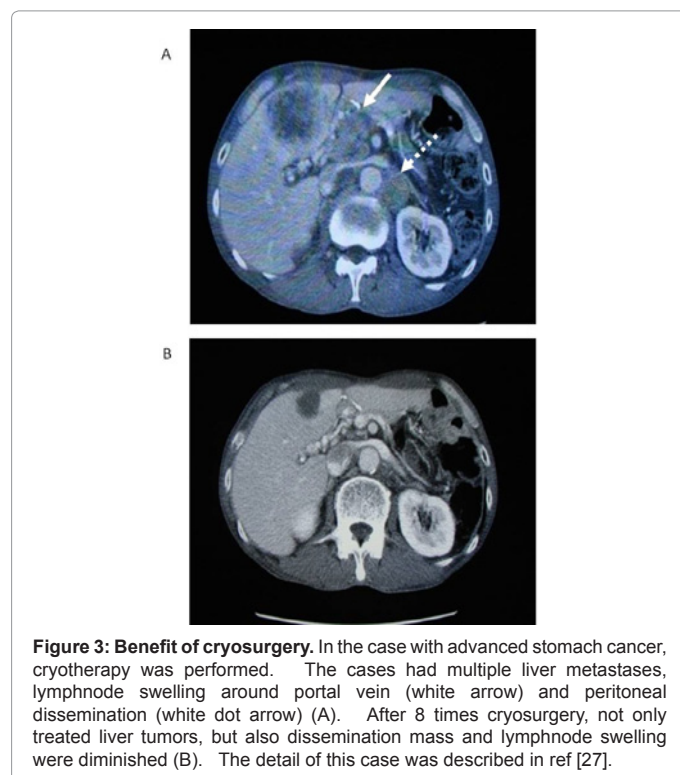 A
B
Figure 3: Benefit of cryosurgery. In the case with advanced stomach cancer,
cryotherapy was performed. The cases had multiple liver metastases,
lymphnode swelling around portal vein (white arrow) and peritoneal
dissemination (white dot arrow) (A). After 8 times cryosurgery, not only
treated liver tumors, but also dissemination mass and lymphnode swelling
were diminished (B). The detail of this case was described in ref [27].